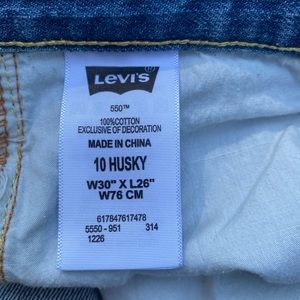 LEVI'S
550™
100%COTTON
EXCLUSIVE OF DECORATION
MADE IN CHINA
10 HUSKY
W30" X L26"
W76 CM
617847617478
5550 - 951 314
1226